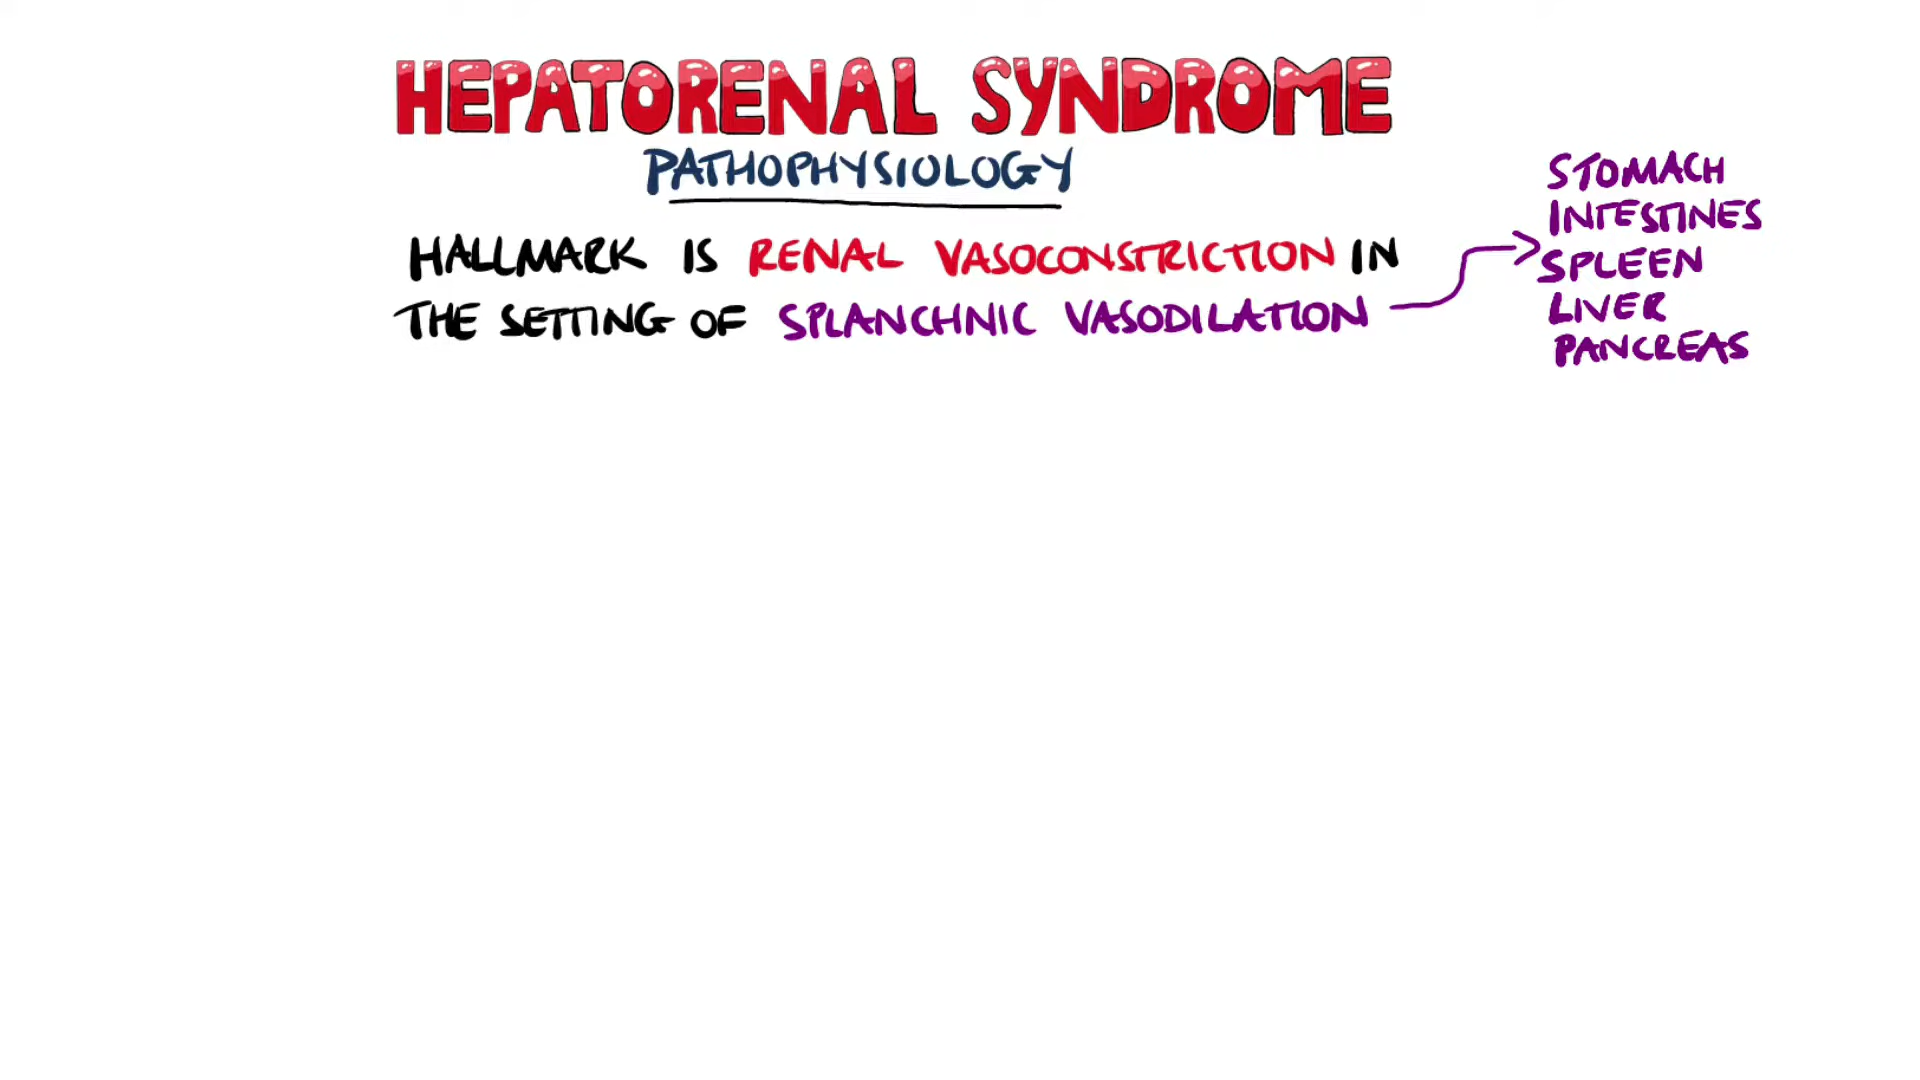 HEPATORENAL SYNDROME
PATHOPHYSIOLOGY
HALLMARK IS RENAL VASOCONSTRICTION IN
THE SETTING OF SPLANCHNIC VASODILATION
STOMACH
INTESTINES
SPLEEN
LIVER
PANCREAS